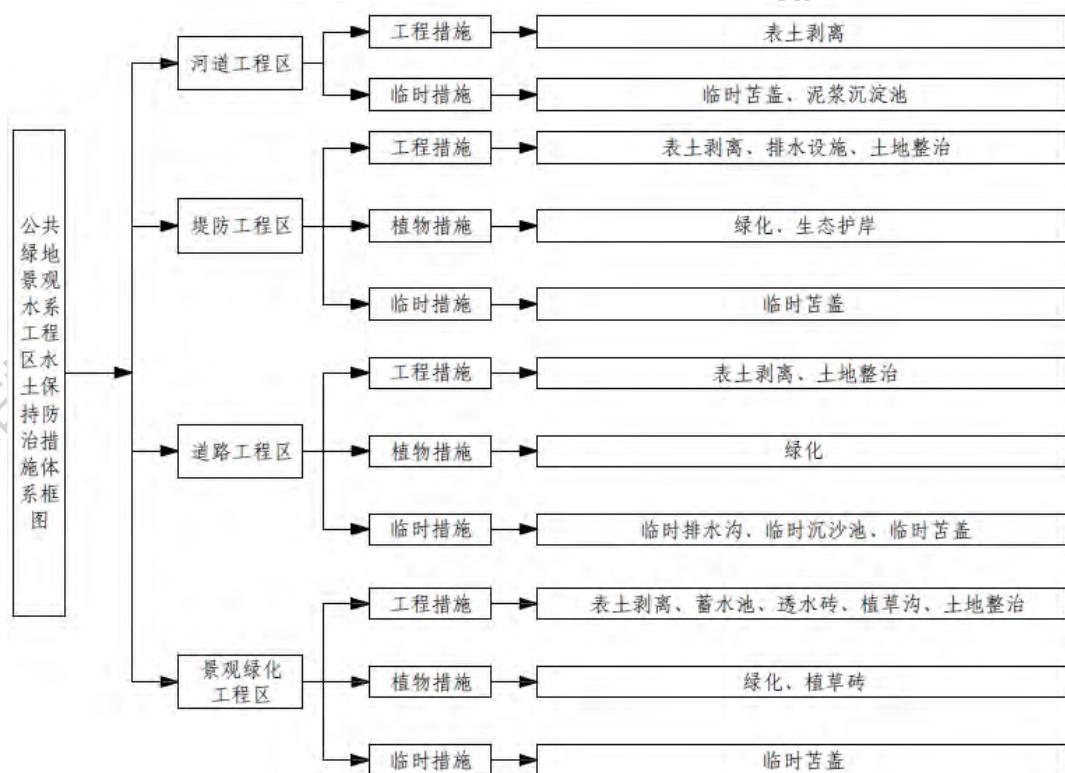 公共
绿地
景观
水系
工程
区水
土保
持防
治措
施体
系框
图
河道工程区
工程措施
表土剥离
临时措施
临时苫盖、泥浆沉淀池
堤防工程区
工程措施
表土剥离、排水设施、土地整治
植物措施
绿化、生态护岸
临时措施
临时苫盖
道路工程区
工程措施
表土剥离、土地整治
植物措施
绿化
临时措施
临时排水沟、临时沉沙池、临时苫盖
景观绿化
工程区
工程措施
表土剥离、蓄水池、透水砖、植草沟、土地整治
植物措施
绿化、植草砖
临时措施
临时苫盖